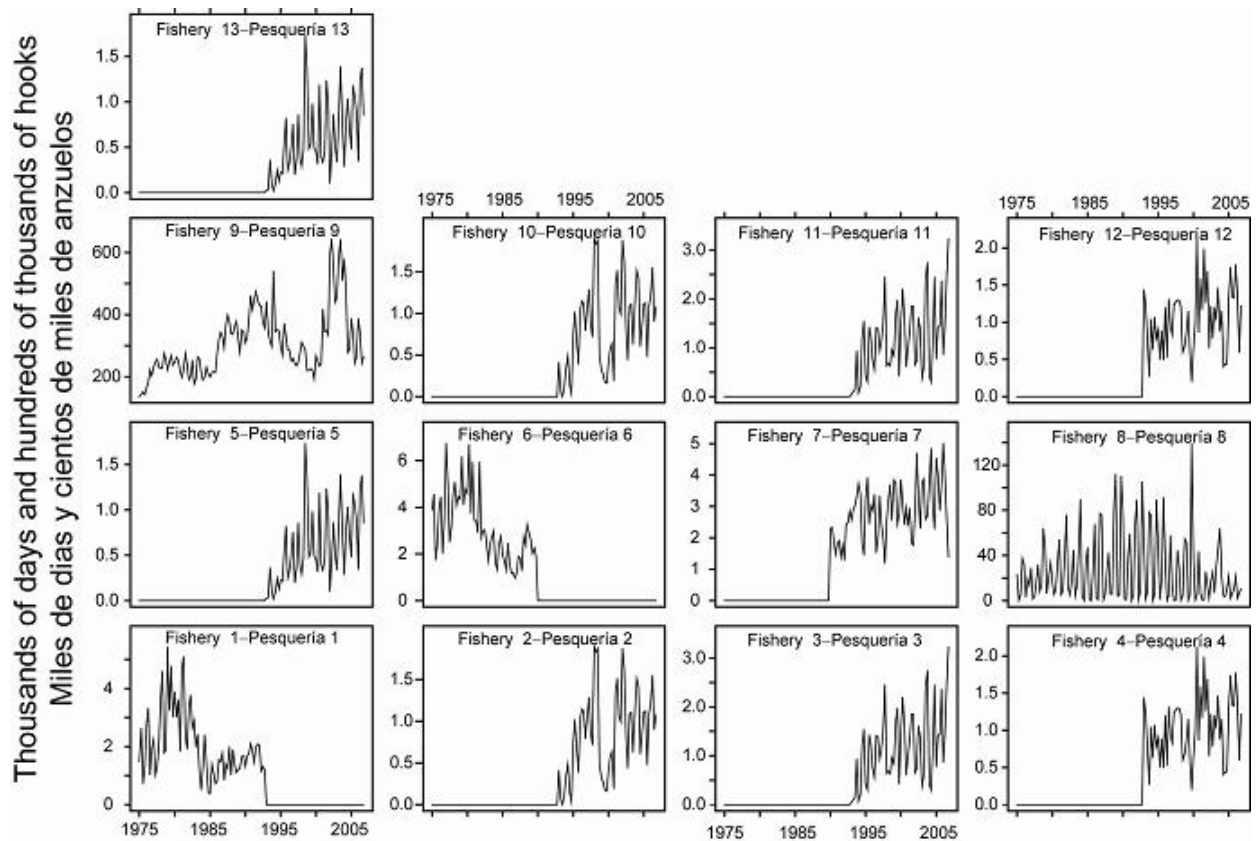 Thousands of days and hundreds of thousands of hooks
Miles de dias y cientos de miles de anzuelos
Fishery 13–Pesquería 13
1.5
1.0
0.5
0.0
1975 1985 1995 2005
1975 1985 1995 2005
Fishery 9–Pesquería 9
600
400
200
Fishery 10–Pesquería 10
1.5
1.0
0.5
0.0
Fishery 11–Pesquería 11
3.0
2.0
1.0
0.0
Fishery 12–Pesquería 12
2.0
1.5
1.0
0.5
0.0
Fishery 5–Pesquería 5
1.5
1.0
0.5
0.0
Fishery 6–Pesquería 6
6
4
2
0
Fishery 7–Pesquería 7
5
4
3
2
1
0
Fishery 8–Pesquería 8
120
80
40
0
Fishery 1–Pesquería 1
4
2
0
Fishery 2–Pesquería 2
1.5
1.0
0.5
0.0
Fishery 3–Pesquería 3
3.0
2.0
1.0
0.0
Fishery 4–Pesquería 4
2.0
1.5
1.0
0.5
0.0
1975 1985 1995 2005
1975 1985 1995 2005